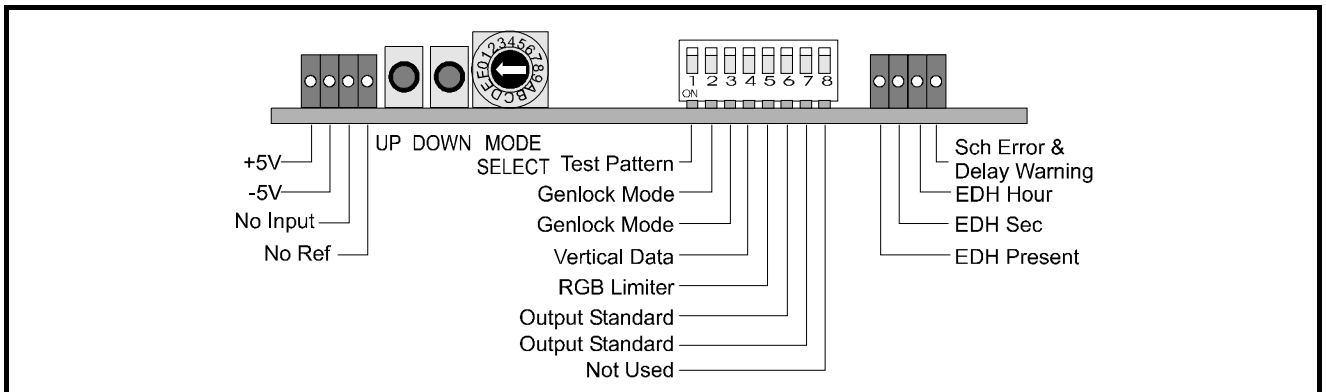 F0123456789ABCDE
1 2 3 4 5 6 7 8
ON
UP DOWN MODE SELECT
+5V
-5V
No Input
No Ref
Test Pattern
Genlock Mode
Genlock Mode
Vertical Data
RGB Limiter
Output Standard
Output Standard
Not Used
Sch Error &
Delay Warning
EDH Hour
EDH Sec
EDH Present